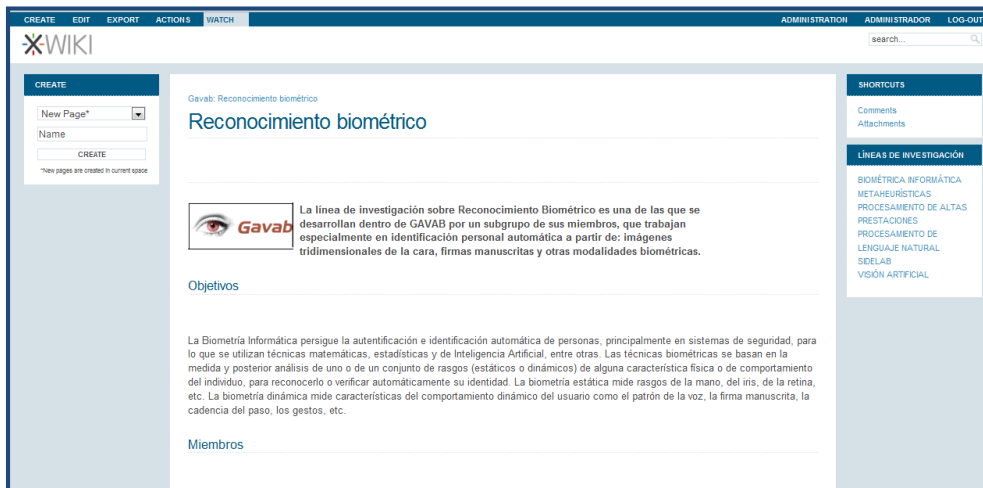 CREATE EDIT EXPORT ACTIONS WATCH ADMINISTRATION ADMINISTRADOR LOG-OUT
XWIKI
search...
CREATE
New Page*
Name
CREATE
*New pages are created in current space
Gavab: Reconocimiento biométrico
Reconocimiento biométrico
Gavab
La línea de investigación sobre Reconocimiento Biométrico es una de las que se
desarrollan dentro de GAVAB por un subgrupo de sus miembros, que trabajan
especialmente en identificación personal automática a partir de: imágenes
tridimensionales de la cara, firmas manuscritas y otras modalidades biométricas.
Objetivos
La Biometría Informática persigue la autentificación e identificación automática de personas, principalmente en sistemas de seguridad, para
lo que se utilizan técnicas matemáticas, estadísticas y de Inteligencia Artificial, entre otras. Las técnicas biométricas se basan en la
medida y posterior análisis de uno o de un conjunto de rasgos (estáticos o dinámicos) de alguna característica física o de comportamiento
del individuo, para reconocerlo o verificar automáticamente su identidad. La biometría estática mide rasgos de la mano, del iris, de la retina,
etc. La biometría dinámica mide características del comportamiento dinámico del usuario como el patrón de la voz, la firma manuscrita, la
cadencia del paso, los gestos, etc.
Miembros
SHORTCUTS
Comments
Attachments
LÍNEAS DE INVESTIGACIÓN
BIOMÉTRICA INFORMÁTICA
METAHEURÍSTICAS
PROCESAMIENTO DE ALTAS
PRESTACIONES
PROCESAMIENTO DE
LENGUAJE NATURAL
SIDELAB
VISIÓN ARTIFICIAL